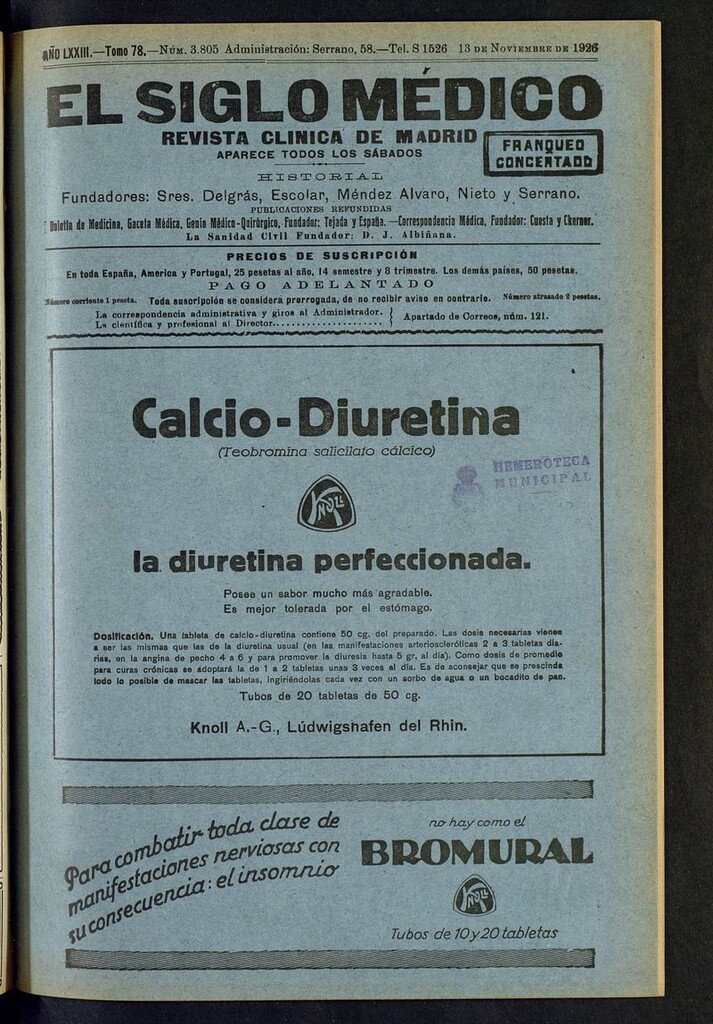 AÑO LXXIII.—Tomo 78.—NÚM. 3.805 Administración: Serrano, 58.—Tel. S 1526 13 DE NOVIEMBRE DE 1926
EL SIGLO MÉDICO
REVISTA CLINICA DE MADRID
APARECE TODOS LOS SÁBADOS
FRANQUEO
CONCERTADO
HISTORIAL
Fundadores: Sres. Delgrás, Escolar, Méndez Alvaro, Nieto y Serrano.
PUBLICACIONES REFUNDIDAS
Boletín de Medicina, Gaceta Médica, Genio Médico-Quirúrgico, Fundador: Tejada y España.—Correspondencia Médica, Fundador: Cuesta y Ckerner.
La Sanidad Civil Fundador: D. J. Albiñana.
PRECIOS DE SUSCRIPCIÓN
En toda España, America y Portugal, 25 pesetas al año, 14 semestre y 8 trimestre. Los demás países, 50 pesetas.
PAGO ADELANTADO
Número corriente 1 peseta. Toda suscripción se considera prorrogada, de no recibir aviso en contrario. Número atrasado 2 pesetas.
La correspondencia administrativa y giros al Administrador.
La científica y profesional al Director.....................
} Apartado de Correos, núm. 121.
Calcio-Diuretina
(Teobromina salicilato cálcico)
HEMEROTECA
MUNICIPAL
KNOLL
la diuretina perfeccionada.
Posee un sabor mucho más agradable.
Es mejor tolerada por el estómago.
Dosificación. Una tableta de calcio-diuretina contiene 50 cg. del preparado. Las dosis necesarias vienen
a ser las mismas que las de la diuretina usual (en las manifestaciones arterioscleróticas 2 a 3 tabletas dia-
rias, en la angina de pecho 4 a 6 y para promover la diuresis hasta 5 gr. al día). Como dosis de promedio
para curas crónicas se adoptará la de 1 a 2 tabletas unas 3 veces al día. Es de aconsejar que se prescinda
todo lo posible de mascar las tabletas, ingiriéndolas cada vez con un sorbo de agua o un bocadito de pan.
Tubos de 20 tabletas de 50 cg.
Knoll A.-G., Lúdwigshafen del Rhin.
Para combatir toda clase de
manifestaciones nerviosas con
su consecuencia: el insomnio
no hay como el
BROMURAL
KNOLL
Tubos de 10 y 20 tabletas